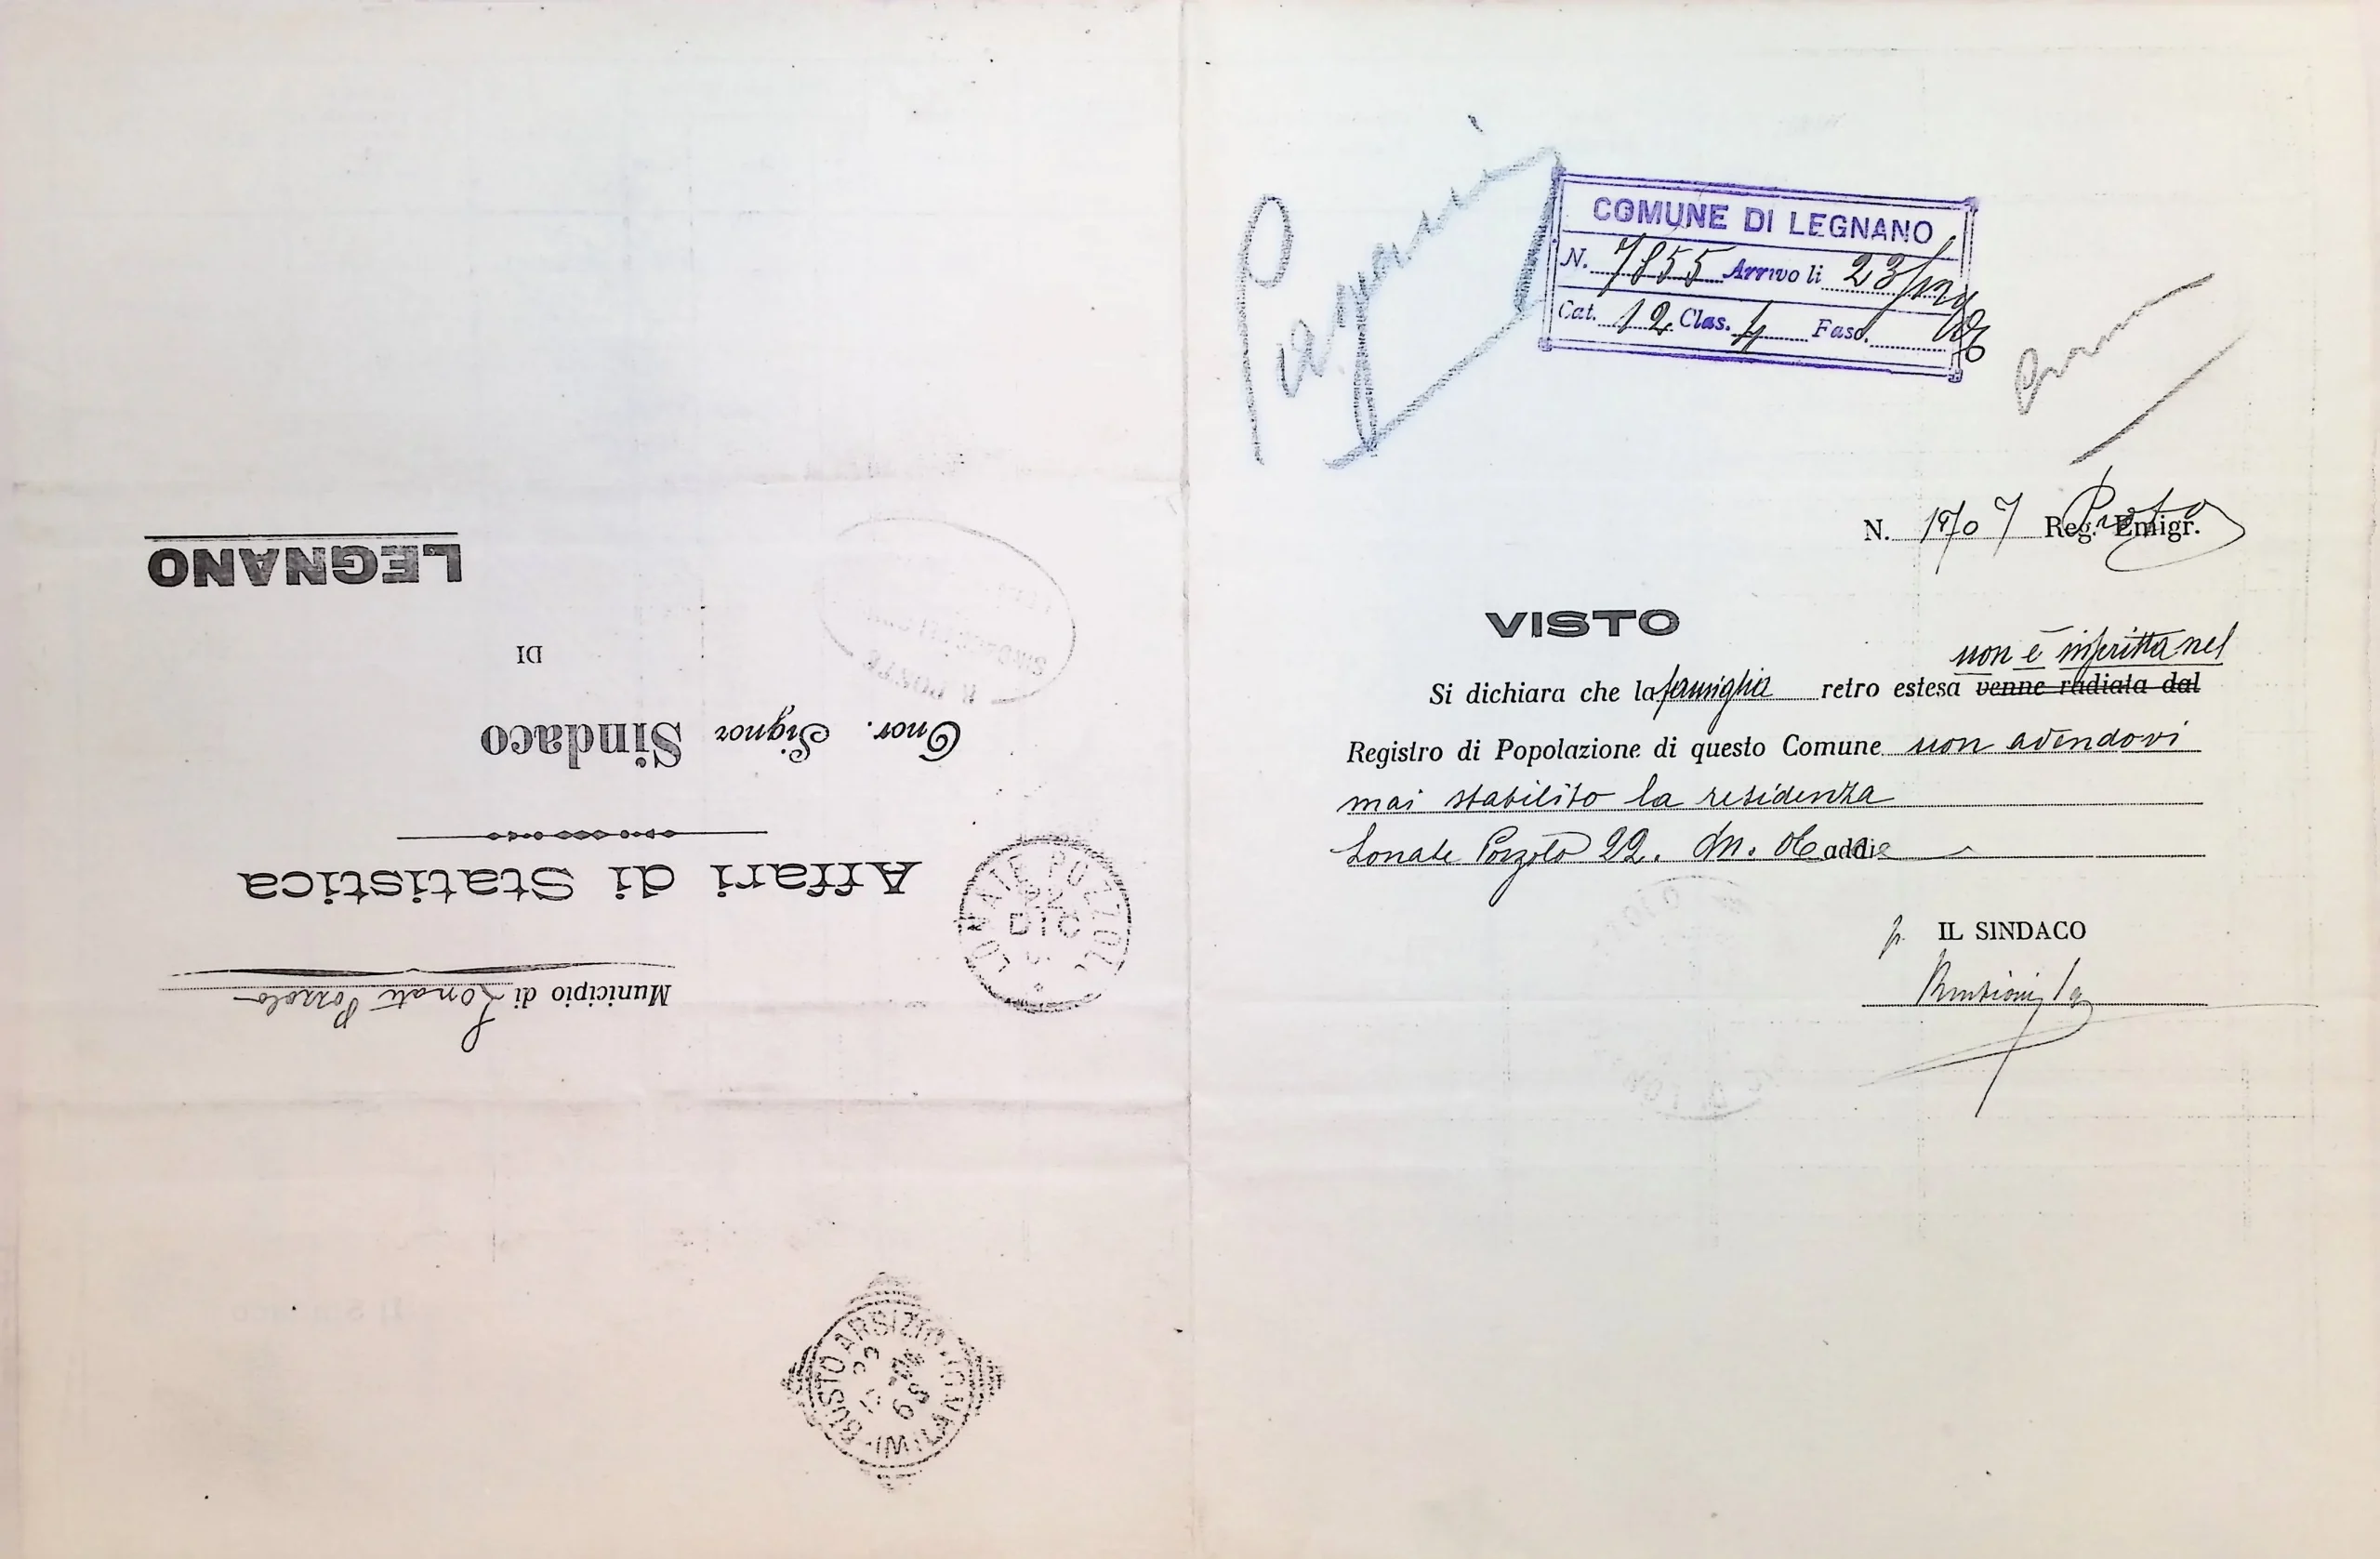 Municipio di Lonate Pozzolo
Affari di Statistica
Onor. Signor Sindaco
DI
LEGNANO
LONATE POZZOLO
22
DIC
BUSTO ARSIZIO
Pagani
COMUNE DI LEGNANO
N. 7855 Arrivo li 23
Cat. 12 Clas. 4 Fasc.
N. 1907 Reg. Emigr.
VISTO
non è inscritta nel
Si dichiara che la famiglia retro estesa venne radiata dal
Registro di Popolazione di questo Comune non avendovi
mai stabilito la residenza
Lonate Pozzolo 22. addì
p. IL SINDACO